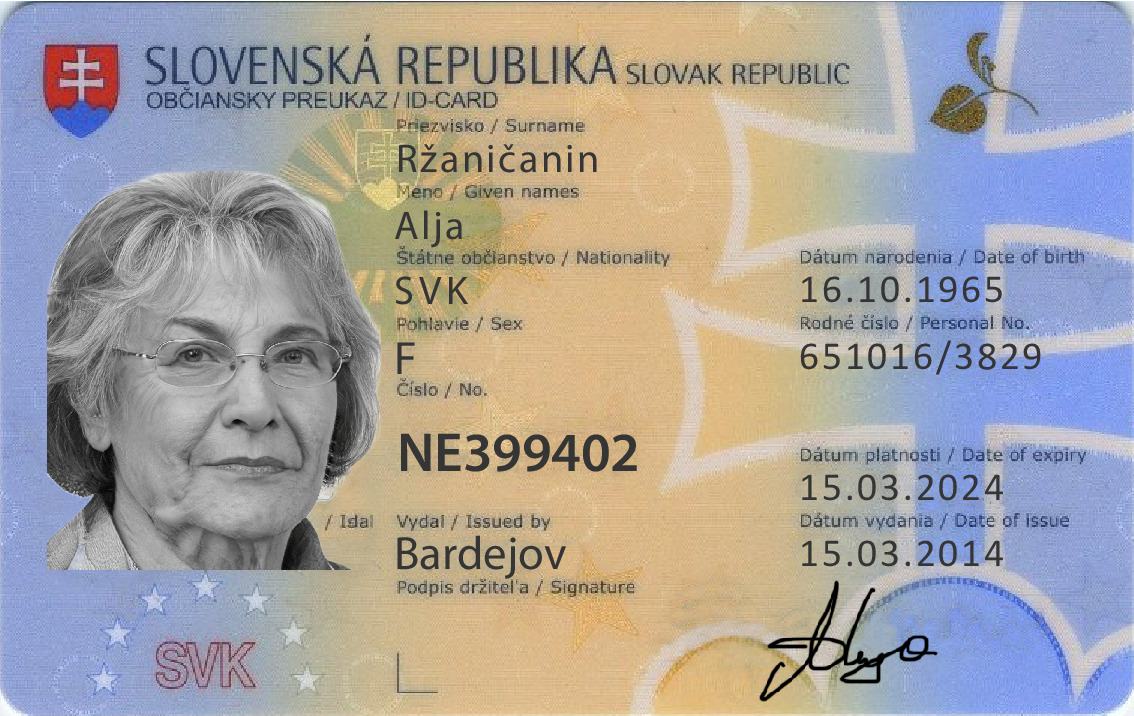 SLOVENSKÁ REPUBLIKA SLOVAK REPUBLIC
OBČIANSKY PREUKAZ / ID-CARD
Priezvisko / Surname
Ržaničanin
Meno / Given names
Alja
Štátne občianstvo / Nationality
SVK
Pohlavie / Sex
F
Číslo / No.
NE399402
Dátum narodenia / Date of birth
16.10.1965
Rodné číslo / Personal No.
651016/3829
Dátum platnosti / Date of expiry
15.03.2024
Dátum vydania / Date of issue
15.03.2014
Vydal / Issued by
Bardejov
Podpis držiteľa / Signature
SVK